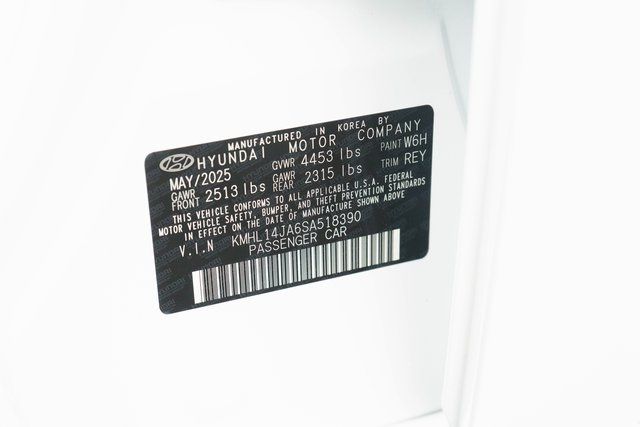 MANUFACTURED IN KOREA BY
HYUNDAI MOTOR COMPANY
MAY/2025 GVWR 4453 lbs PAINT W6H
GAWR FRONT 2513 lbs GAWR REAR 2315 lbs TRIM REY
THIS VEHICLE CONFORMS TO ALL APPLICABLE U.S.A. FEDERAL
MOTOR VEHICLE SAFETY, BUMPER, AND THEFT PREVENTION STANDARDS
IN EFFECT ON THE DATE OF MANUFACTURE SHOWN ABOVE
V.I.N KMHL14JA6SA518390
PASSENGER CAR